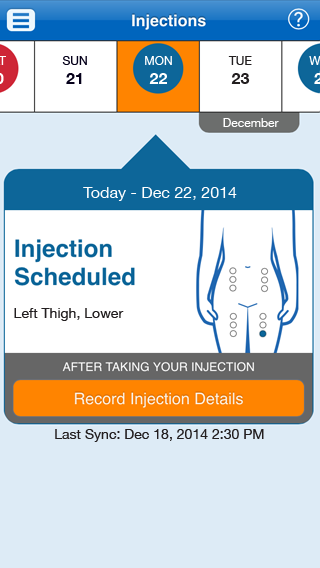 Injections
?
T
0
SUN
21
MON
22
TUE
23
W
2
December
Today - Dec 22, 2014
Injection
Scheduled
Left Thigh, Lower
AFTER TAKING YOUR INJECTION
Record Injection Details
Last Sync: Dec 18, 2014 2:30 PM